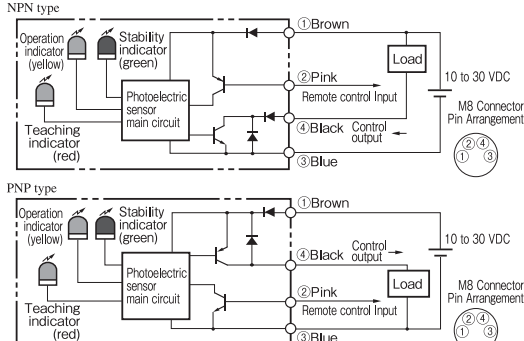 NPN type
Operation
indicator
(yellow)
Stability
indicator
(green)
①Brown
Load
②Pink
Remote control Input
10 to 30 VDC
Photoelectric
sensor
main circuit
M8 Connector
Pin Arrangement
Teaching
indicator
(red)
④Black Control
output
②④
①③
③Blue
PNP type
Operation
indicator
(yellow)
Stability
indicator
(green)
①Brown
④Black Control
output
10 to 30 VDC
Photoelectric
sensor
main circuit
②Pink
Remote control Input
Load
M8 Connector
Pin Arrangement
Teaching
indicator
(red)
②④
①③
③Blue